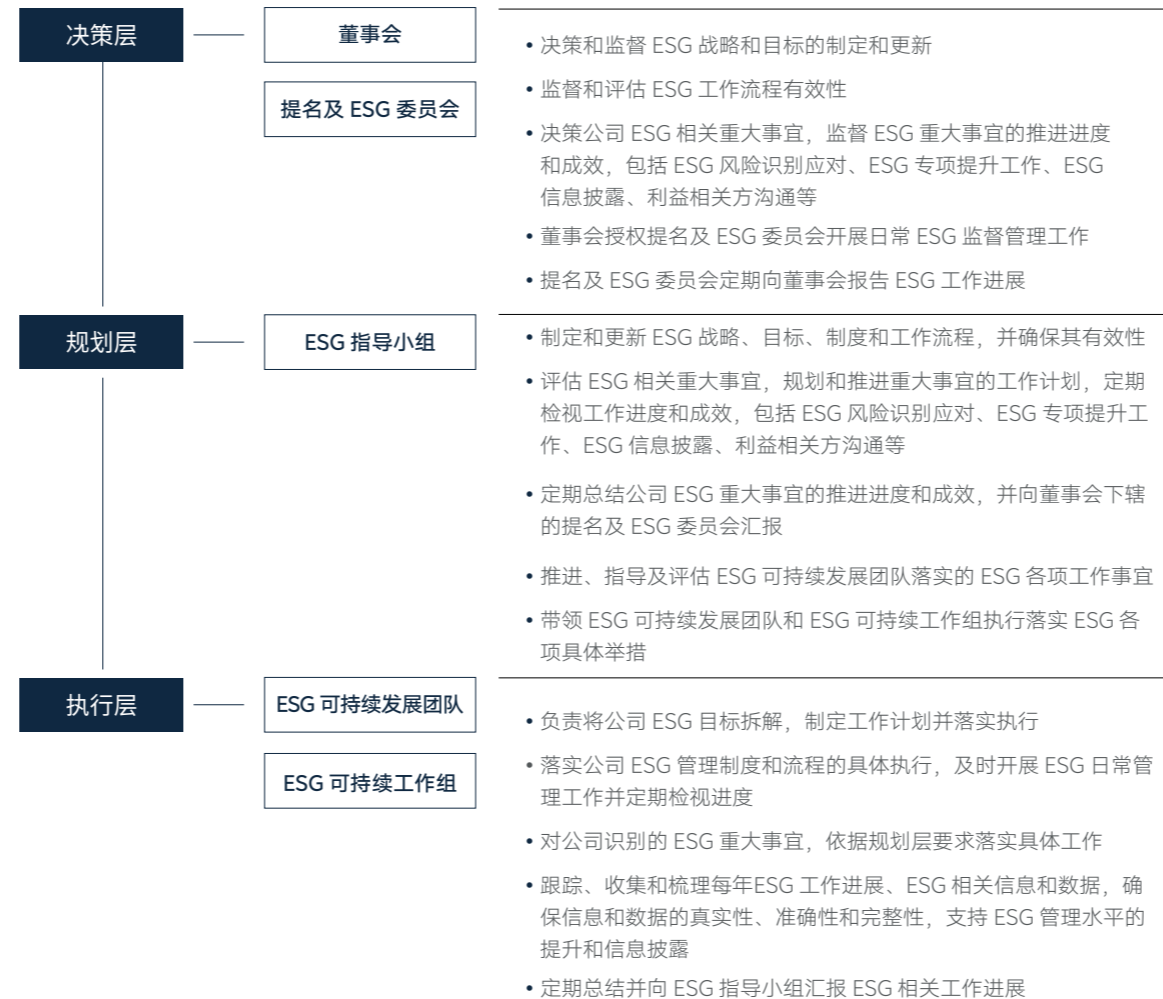 决策层
董事会
提名及 ESG 委员会
• 决策和监督 ESG 战略和目标的制定和更新
• 监督和评估 ESG 工作流程有效性
• 决策公司 ESG 相关重大事宜，监督 ESG 重大事宜的推进进度
和成效，包括 ESG 风险识别应对、ESG 专项提升工作、ESG
信息披露、利益相关方沟通等
• 董事会授权提名及 ESG 委员会开展日常 ESG 监督管理工作
• 提名及 ESG 委员会定期向董事会报告 ESG 工作进展
规划层
ESG 指导小组
• 制定和更新 ESG 战略、目标、制度和工作流程，并确保其有效性
• 评估 ESG 相关重大事宜，规划和推进重大事宜的工作计划，定期
检视工作进度和成效，包括 ESG 风险识别应对、ESG 专项提升工
作、ESG 信息披露、利益相关方沟通等
• 定期总结公司 ESG 重大事宜的推进进度和成效，并向董事会下辖
的提名及 ESG 委员会汇报
• 推进、指导及评估 ESG 可持续发展团队落实的 ESG 各项工作事宜
• 带领 ESG 可持续发展团队和 ESG 可持续工作组执行落实 ESG 各
项具体举措
执行层
ESG 可持续发展团队
ESG 可持续工作组
• 负责将公司 ESG 目标拆解，制定工作计划并落实执行
• 落实公司 ESG 管理制度和流程的具体执行，及时开展 ESG 日常管
理工作并定期检视进度
• 对公司识别的 ESG 重大事宜，依据规划层要求落实具体工作
• 跟踪、收集和梳理每年ESG 工作进展、ESG 相关信息和数据，确
保信息和数据的真实性、准确性和完整性，支持 ESG 管理水平的
提升和信息披露
• 定期总结并向 ESG 指导小组汇报 ESG 相关工作进展